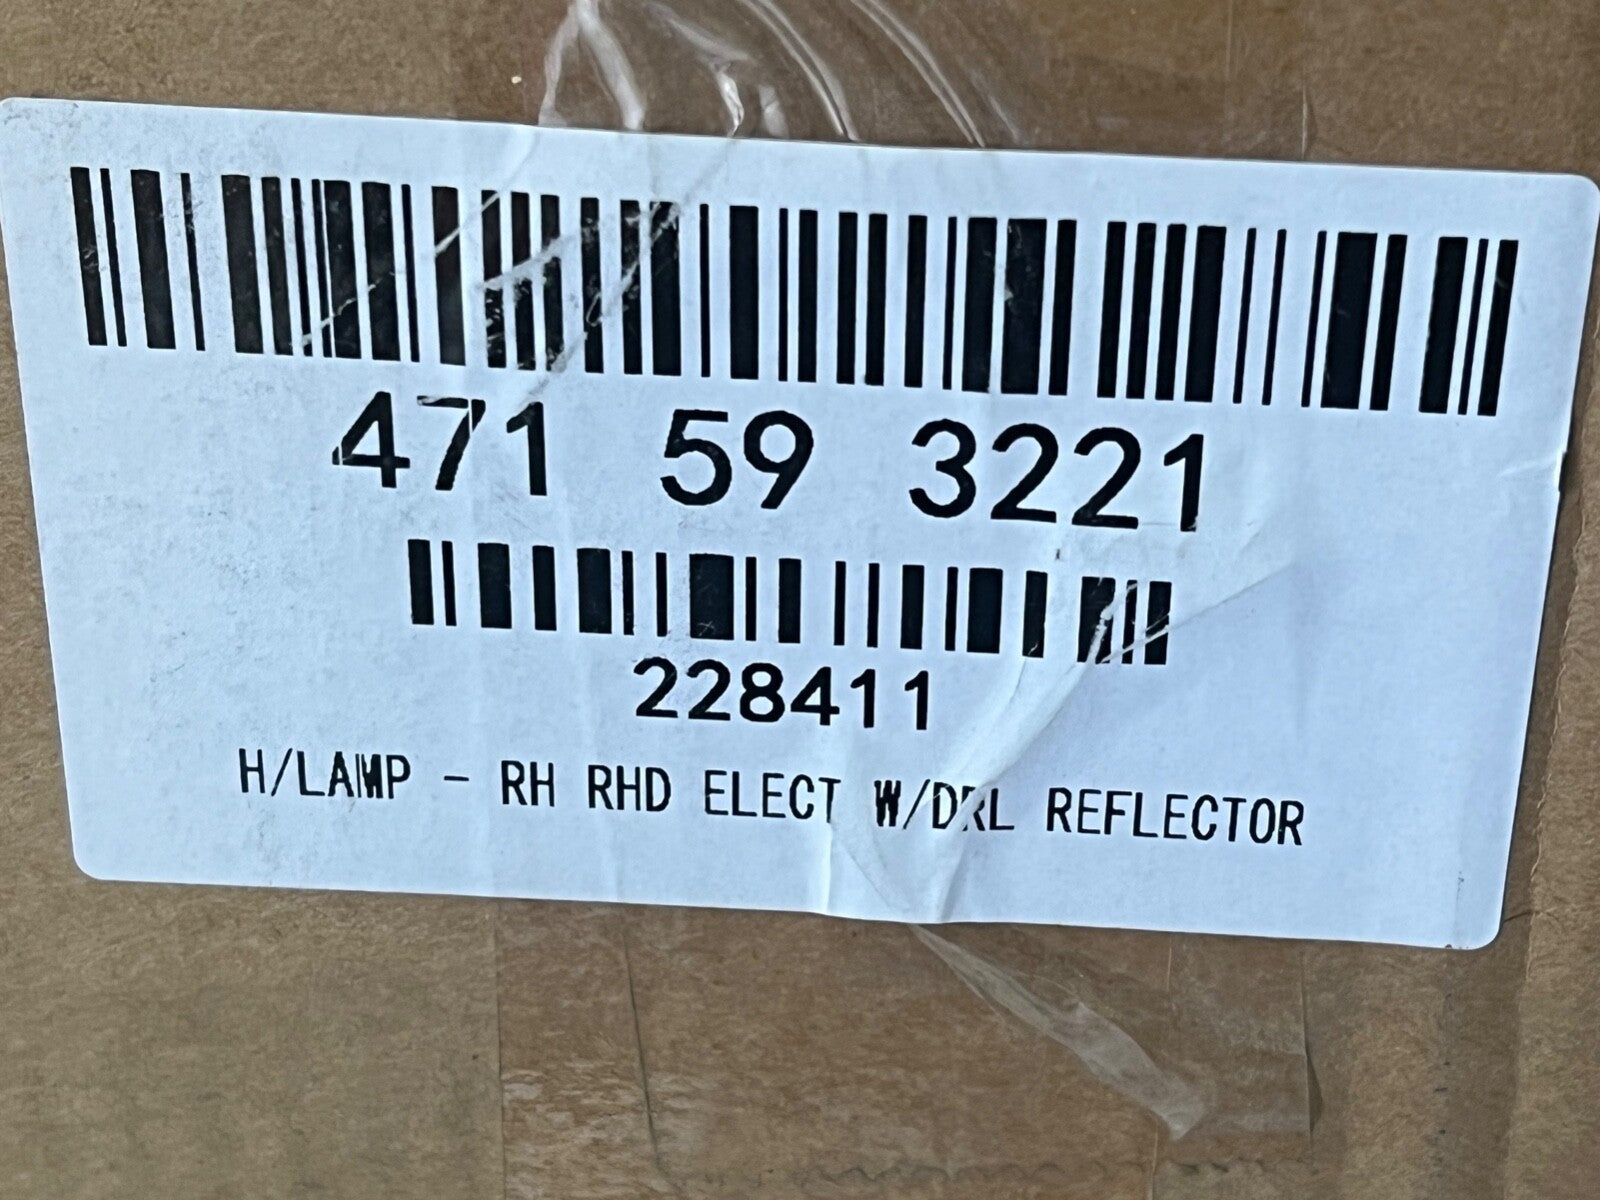 471 59 3221
228411
H/LAMP - RH RHD ELECT W/DRL REFLECTOR